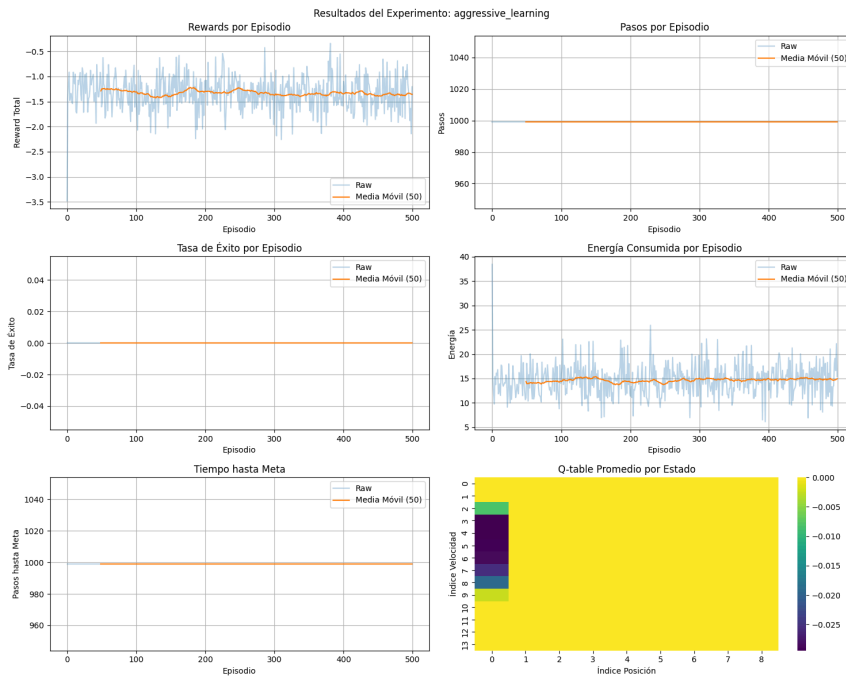 Resultados del Experimento: aggressive_learning
Rewards por Episodio
Reward Total
−0.5
−1.0
−1.5
−2.0
−2.5
−3.0
−3.5
Raw
Media Móvil (50)
0 100 200 300 400 500
Episodio
Pasos por Episodio
Pasos
1040
1020
1000
980
960
Raw
Media Móvil (50)
0 100 200 300 400 500
Episodio
Tasa de Éxito por Episodio
Tasa de Éxito
0.04
0.02
0.00
−0.02
−0.04
Raw
Media Móvil (50)
0 100 200 300 400 500
Episodio
Energía Consumida por Episodio
Energía
40
35
30
25
20
15
10
5
Raw
Media Móvil (50)
0 100 200 300 400 500
Episodio
Tiempo hasta Meta
Pasos hasta Meta
1040
1020
1000
980
960
Raw
Media Móvil (50)
0 100 200 300 400 500
Episodio
Q-table Promedio por Estado
Índice Velocidad
0
1
2
3
4
5
6
7
8
9
10
11
12
13
0 1 2 3 4 5 6 7 8
Índice Posición
0.000
−0.005
−0.010
−0.015
−0.020
−0.025